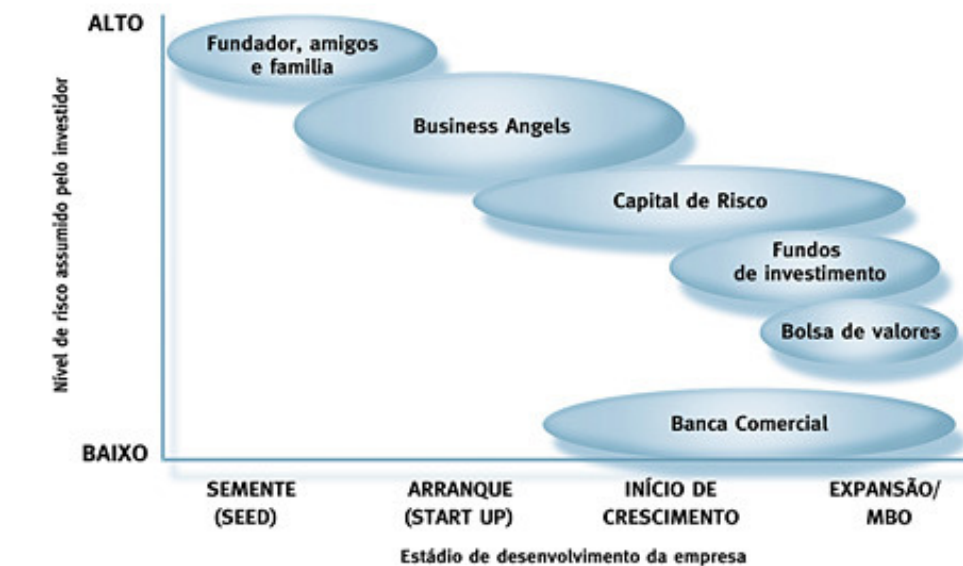 ALTO
Fundador, amigos
e familia
Business Angels
Capital de Risco
Fundos
de investimento
Bolsa de valores
Banca Comercial
BAIXO
Nível de risco assumido pelo investidor
SEMENTE
(SEED)
ARRANQUE
(START UP)
INÍCIO DE
CRESCIMENTO
EXPANSÃO/
MBO
Estádio de desenvolvimento da empresa